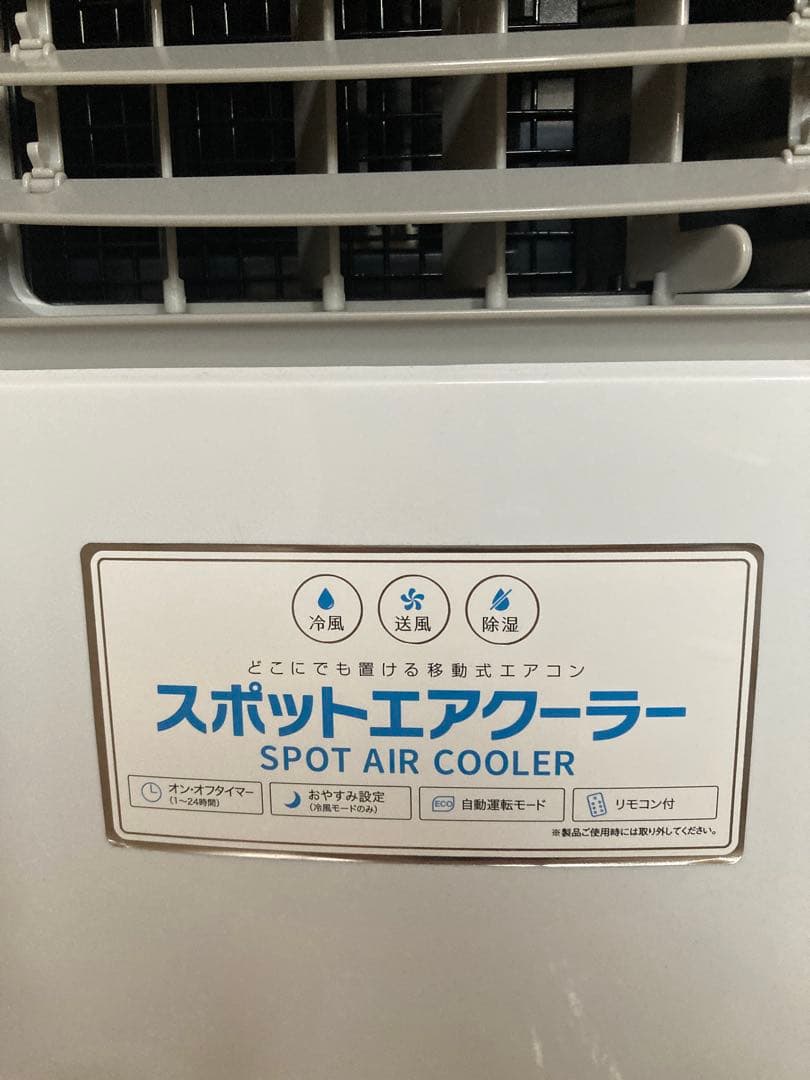 冷風 送風 除湿
どこにでも置ける移動式エアコン
スポットエアクーラー
SPOT AIR COOLER
オン・オフタイマー
(1〜24時間)
おやすみ設定
(冷風モードのみ)
ECO 自動運転モード
リモコン付
※製品ご使用時には取り外してください。